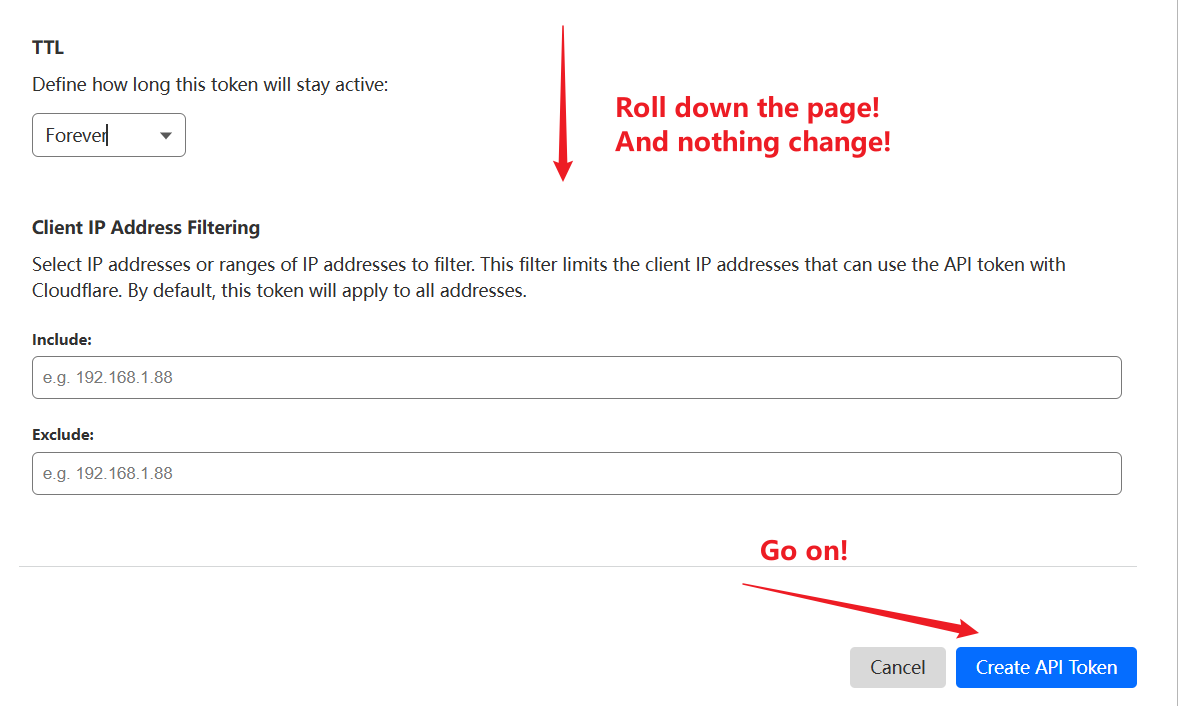 TTL
Define how long this token will stay active:
Forever
Roll down the page!
And nothing change!
Client IP Address Filtering
Select IP addresses or ranges of IP addresses to filter. This filter limits the client IP addresses that can use the API token with
Cloudflare. By default, this token will apply to all addresses.
Include:
e.g. 192.168.1.88
Exclude:
e.g. 192.168.1.88
Go on!
Cancel
Create API Token